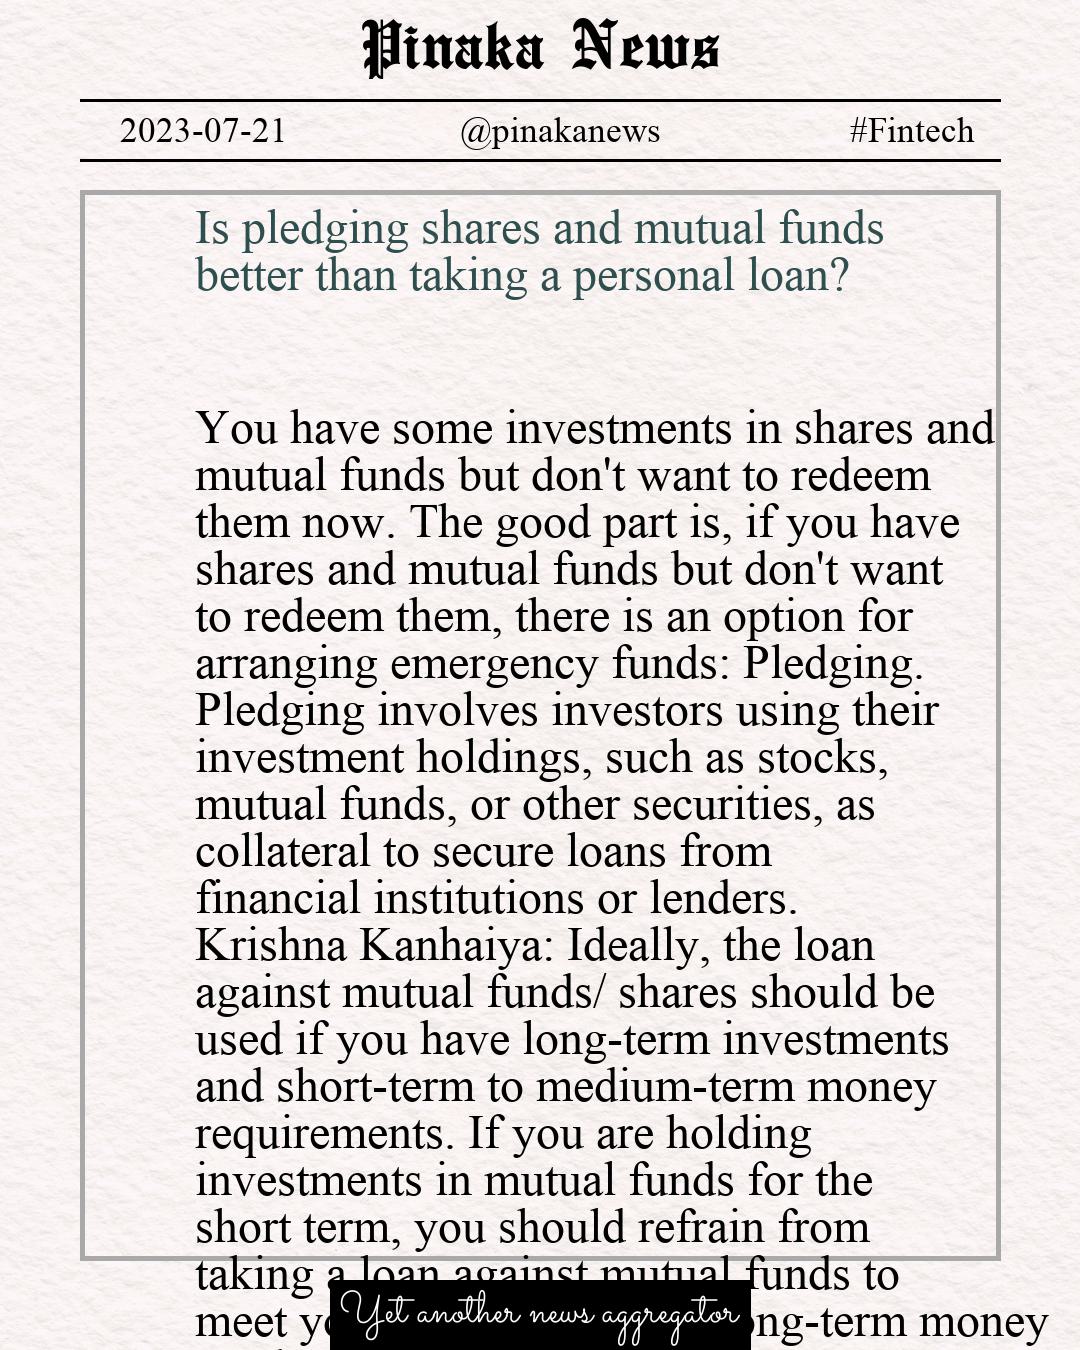 Pinaka News
2023-07-21 @pinakanews #Fintech
Is pledging shares and mutual funds
better than taking a personal loan?
You have some investments in shares and
mutual funds but don't want to redeem
them now. The good part is, if you have
shares and mutual funds but don't want
to redeem them, there is an option for
arranging emergency funds: Pledging.
Pledging involves investors using their
investment holdings, such as stocks,
mutual funds, or other securities, as
collateral to secure loans from
financial institutions or lenders.
Krishna Kanhaiya: Ideally, the loan
against mutual funds/ shares should be
used if you have long-term investments
and short-term to medium-term money
requirements. If you are holding
investments in mutual funds for the
short term, you should refrain from
taking a loan against mutual funds to
meet money
Yet another news aggregator